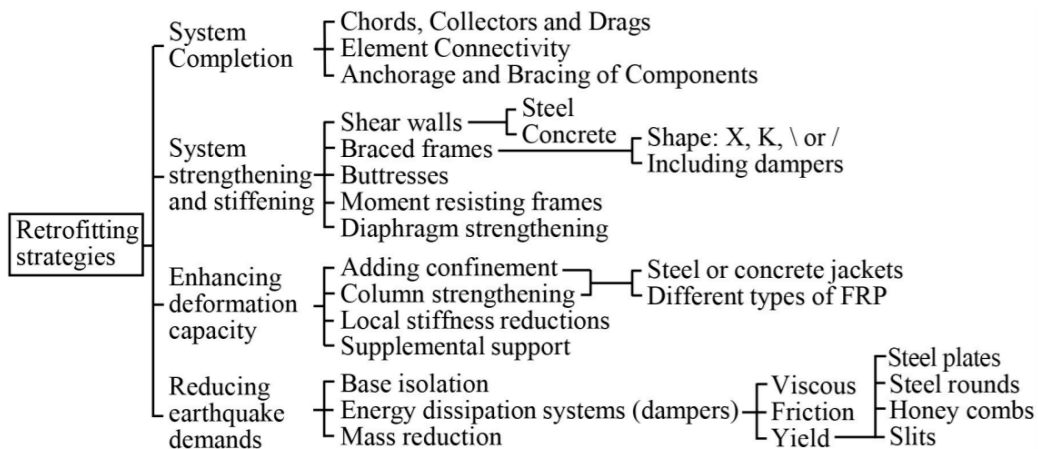 Retrofitting
strategies
System
Completion
Chords, Collectors and Drags
Element Connectivity
Anchorage and Bracing of Components
System
strengthening
and stiffening
Shear walls
Steel
Concrete
Braced frames
Shape: X, K, \ or /
Including dampers
Buttresses
Moment resisting frames
Diaphragm strengthening
Enhancing
deformation
capacity
Adding confinement
Column strengthening
Steel or concrete jackets
Different types of FRP
Local stiffness reductions
Supplemental support
Reducing
earthquake
demands
Base isolation
Energy dissipation systems (dampers)
Mass reduction
Viscous
Friction
Yield
Steel plates
Steel rounds
Honey combs
Slits